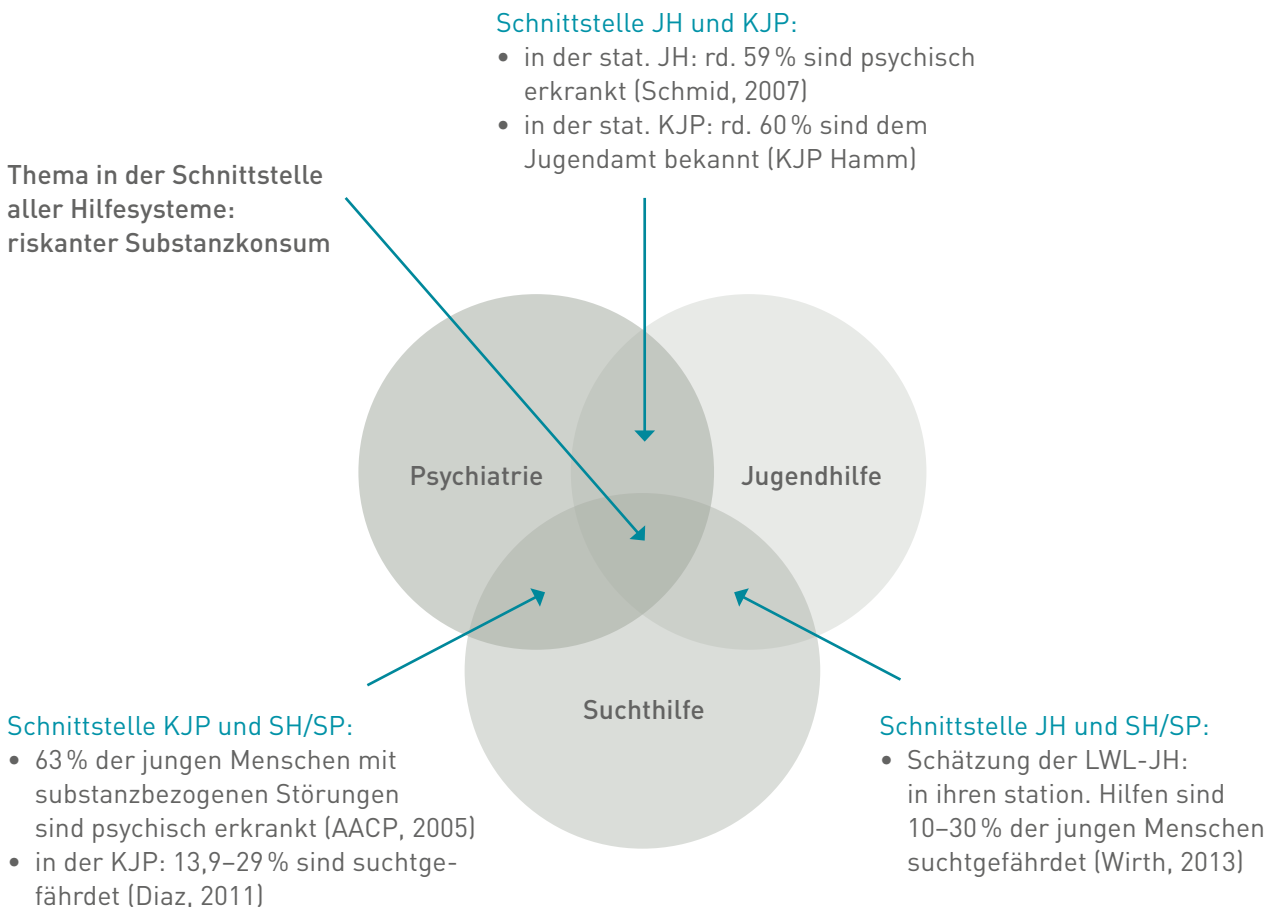 Schnittstelle JH und KJP:
• in der stat. JH: rd. 59 % sind psychisch
erkrankt (Schmid, 2007)
• in der stat. KJP: rd. 60 % sind dem
Jugendamt bekannt (KJP Hamm)
Thema in der Schnittstelle
aller Hilfesysteme:
riskanter Substanzkonsum
Psychiatrie
Jugendhilfe
Suchthilfe
Schnittstelle KJP und SH/SP:
• 63 % der jungen Menschen mit
substanzbezogenen Störungen
sind psychisch erkrankt (AACP, 2005)
• in der KJP: 13,9–29 % sind suchtge-
fährdet (Diaz, 2011)
Schnittstelle JH und SH/SP:
• Schätzung der LWL-JH:
in ihren station. Hilfen sind
10–30 % der jungen Menschen
suchtgefährdet (Wirth, 2013)